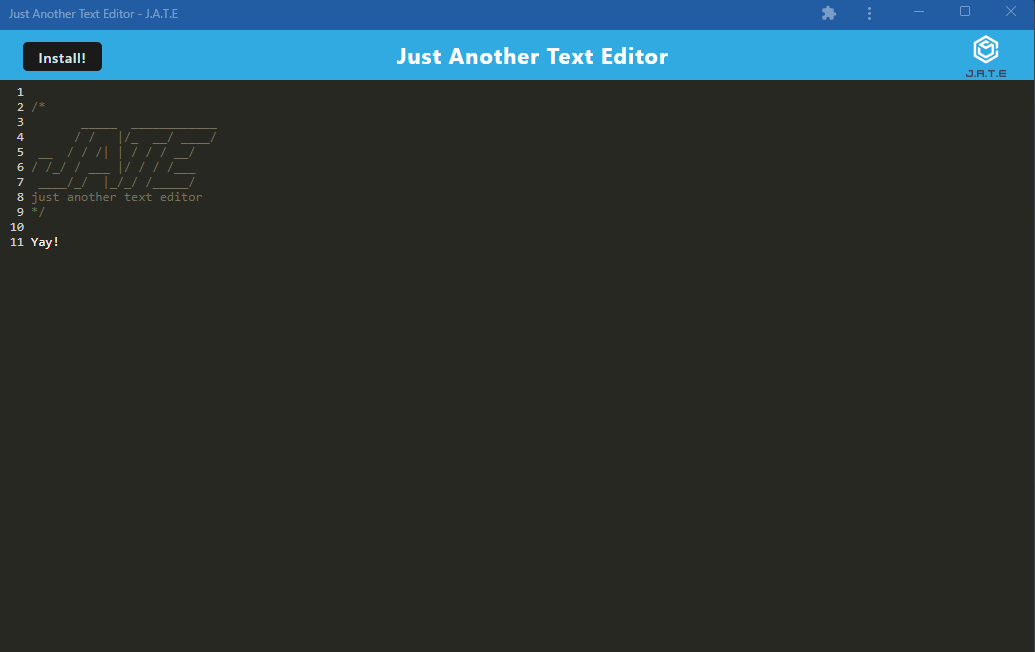 Just Another Text Editor - J.A.T.E
Install!
Just Another Text Editor
J.A.T.E
1
2 /*
3        _____  ____________
4       / /   |/_  __/ ____/
5  __  / / /| | / / / __/
6 / /_/ / ___ |/ / / /___
7  ____/_/  |_/_/ /_____/
8 just another text editor
9 */
10
11 Yay!